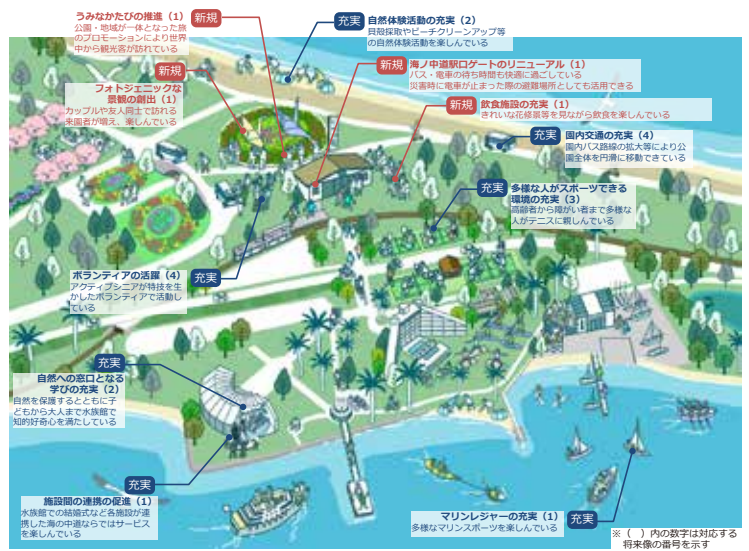 うみなかたびの推進（1）
公園・地域が一体となった旅
のプロモーションにより世界
中から観光客が訪れている
新規
充実
自然体験活動の充実（2）
貝殻採取やビーチクリーンアップ等
の自然体験活動を楽しんでいる
新規
フォトジェニックな
景観の創出（1）
カップルや友人同士で訪れる
来園者が増え、楽しんでいる
新規
海ノ中道駅口ゲートのリニューアル（1）
バス・電車の待ち時間も快適に過ごしている
災害時に電車が止まった際の避難場所としても活用できる
新規
飲食施設の充実（1）
きれいな花修景等を見ながら飲食を楽しんでいる
充実
園内交通の充実（4）
園内バス路線の拡大等により公
園全体を円滑に移動できている
充実
多様な人がスポーツできる
環境の充実（3）
高齢者から障がい者まで多様な
人がテニスに親しんでいる
ボランティアの活躍（4）
アクティブシニアが特技を生
かしたボランティアで活動し
ている
充実
充実
自然への窓口となる
学びの充実（2）
自然を保護するとともに子
どもから大人まで水族館で
知的好奇心を満たしている
充実
施設間の連携の促進（1）
水族館での結婚式など各施設が連
携した海の中道ならではサービス
を楽しんでいる
マリンレジャーの充実（1）
多様なマリンスポーツを楽しんでいる
充実
※（　）内の数字は対応する
将来像の番号を示す